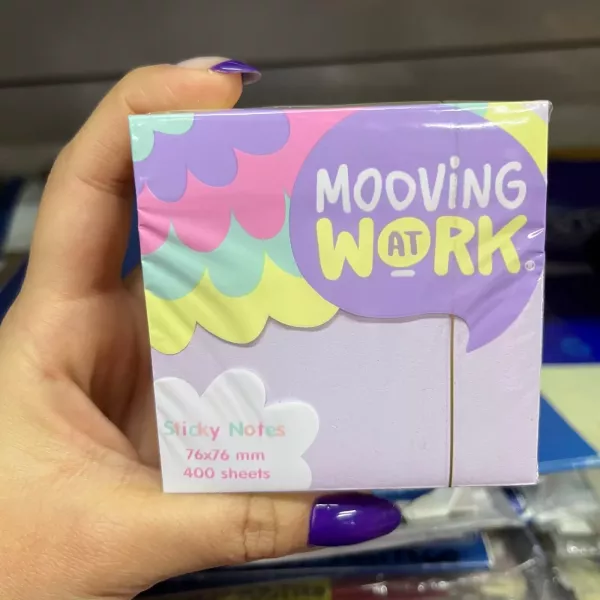 MOOViNG
AT
WORK®
Sticky Notes
76x76 mm
400 sheets